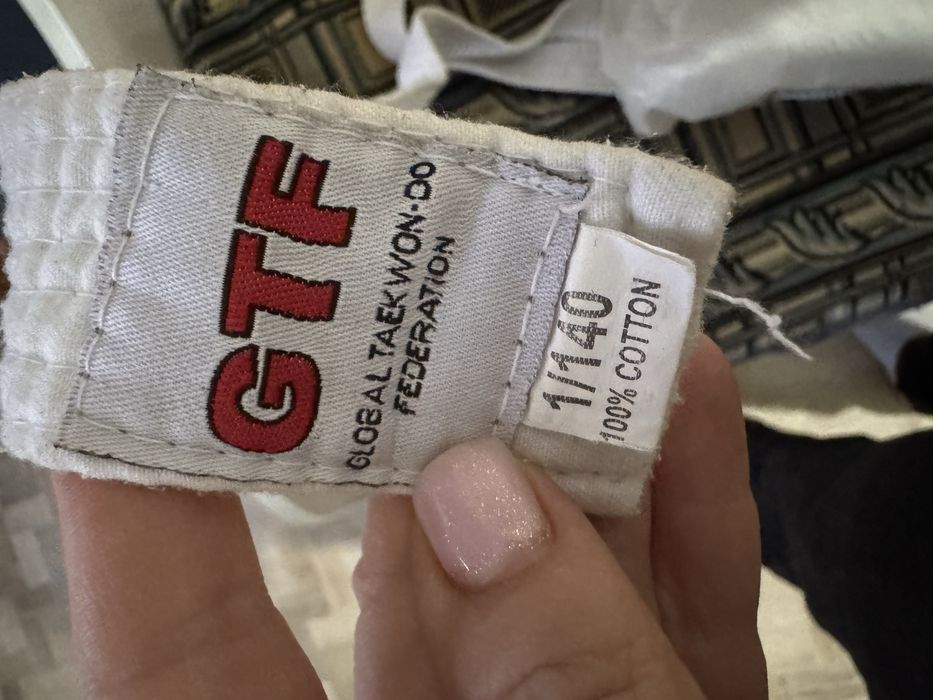 GTF
GLOBAL TAEKWON-DO
FEDERATION
1/140
100% COTTON